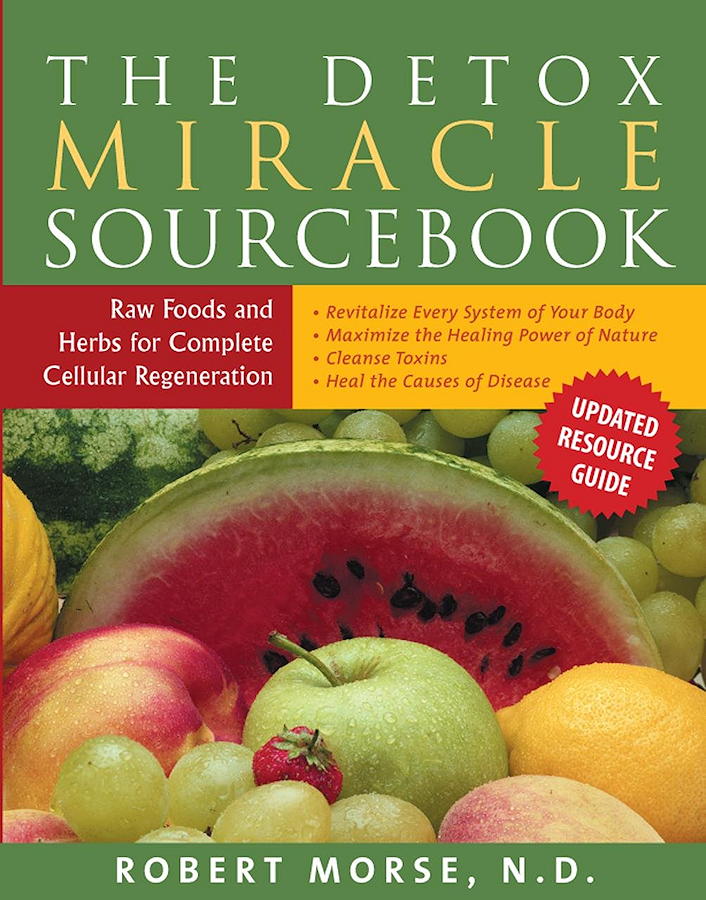 THE DETOX
MIRACLE
SOURCEBOOK
Raw Foods and
Herbs for Complete
Cellular Regeneration
• Revitalize Every System of Your Body
• Maximize the Healing Power of Nature
• Cleanse Toxins
• Heal the Causes of Disease
UPDATED
RESOURCE
GUIDE
ROBERT MORSE, N.D.